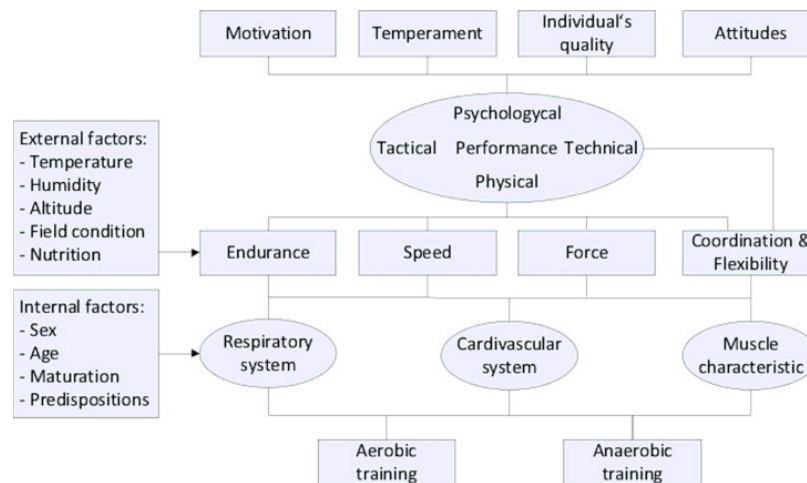 Motivation
Temperament
Individual's
quality
Attitudes
Psychologycal
Tactical Performance Technical
Physical
External factors:
- Temperature
- Humidity
- Altitude
- Field condition
- Nutrition
Endurance
Speed
Force
Coordination &
Flexibility
Internal factors:
- Sex
- Age
- Maturation
- Predispositions
Respiratory
system
Cardivascular
system
Muscle
characteristic
Aerobic
training
Anaerobic
training